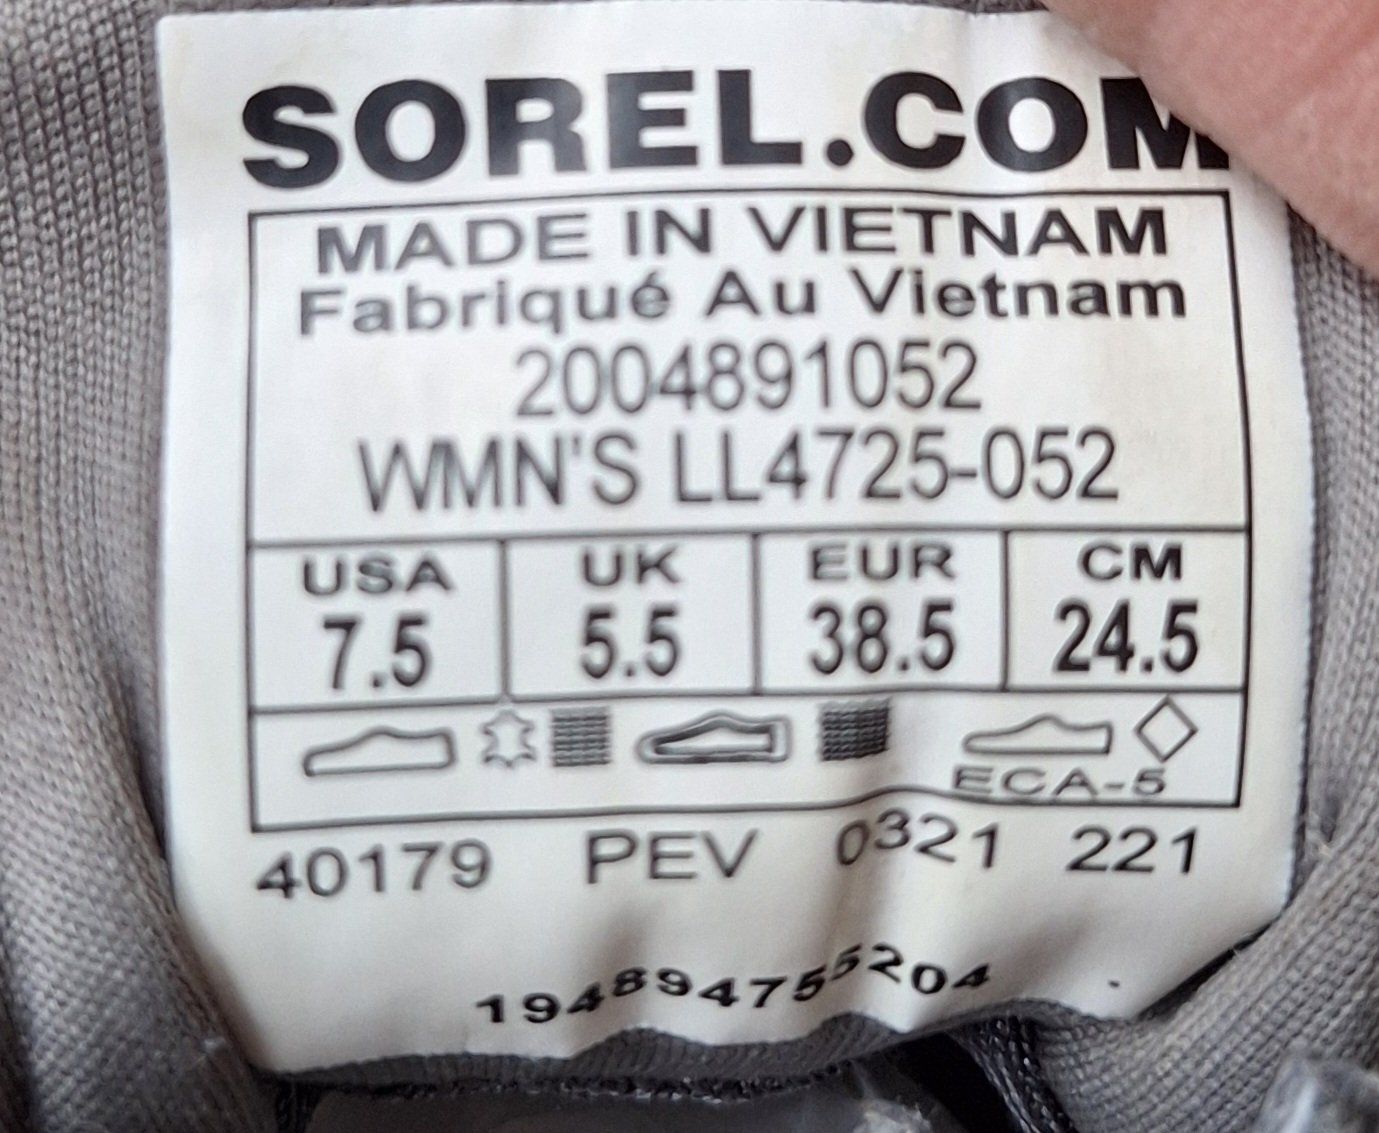 SOREL.COM
MADE IN VIETNAM
Fabriqué Au Vietnam
2004891052
WMN'S LL4725-052
USA UK EUR CM
7.5 5.5 38.5 24.5
ECA-5
40179 PEV 0321 221
194894755204